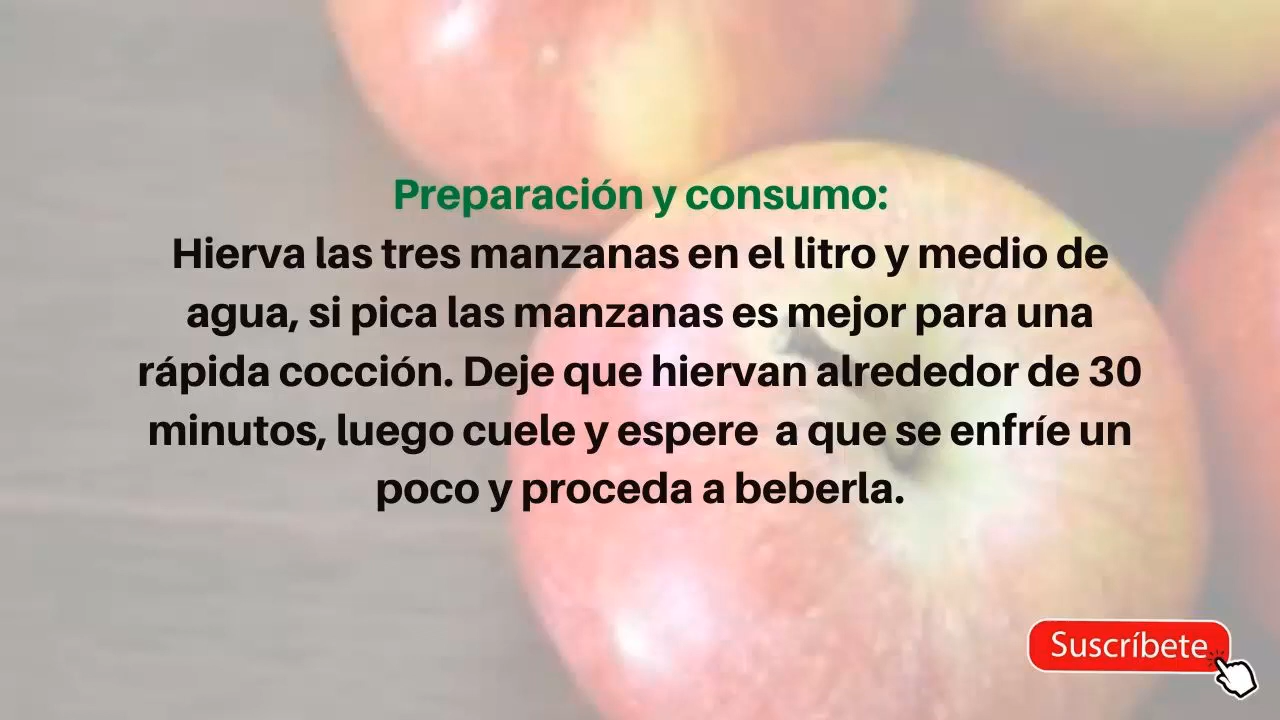 Preparación y consumo:
Hierva las tres manzanas en el litro y medio de
agua, si pica las manzanas es mejor para una
rápida cocción. Deje que hiervan alrededor de 30
minutos, luego cuele y espere  a que se enfríe un
poco y proceda a beberla.
Suscríbete